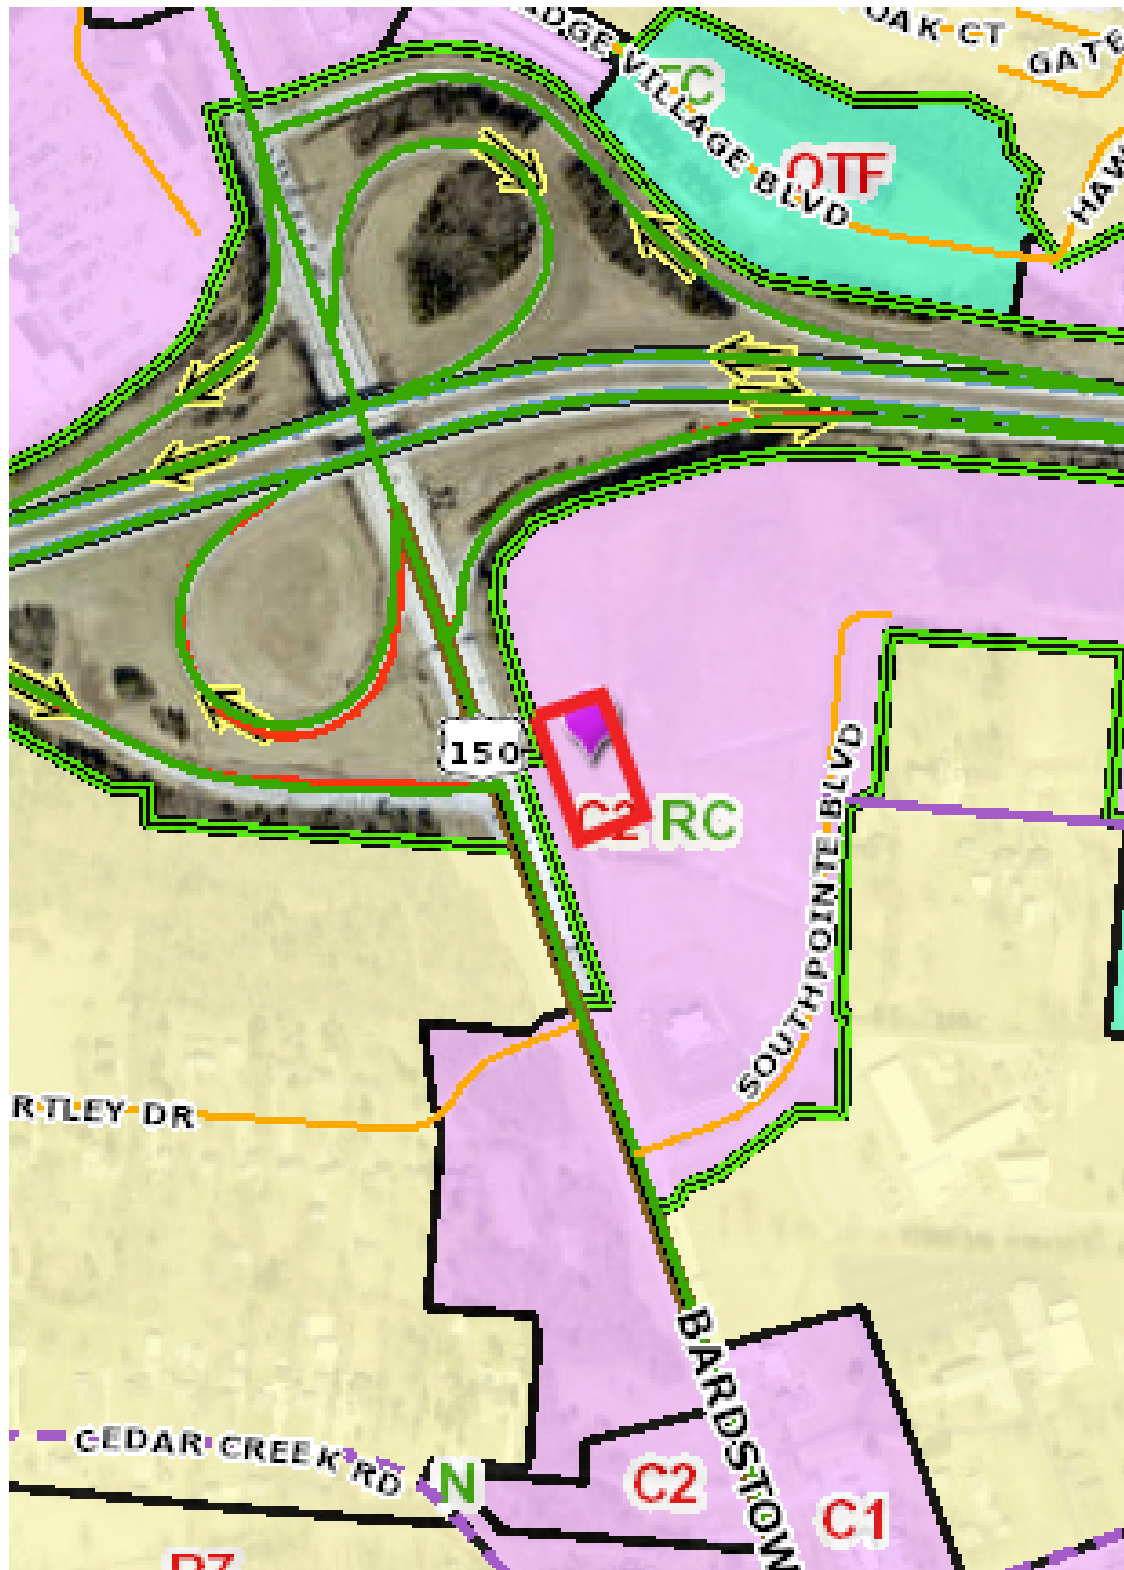 OAK CT
GATE
VILLAGE BLVD
OTF
HAW
150
C2 RC
SOUTHPOINTE BLVD
RTLEY DR
BARDSTOW
CEDAR CREEK RD
N
C2
C1